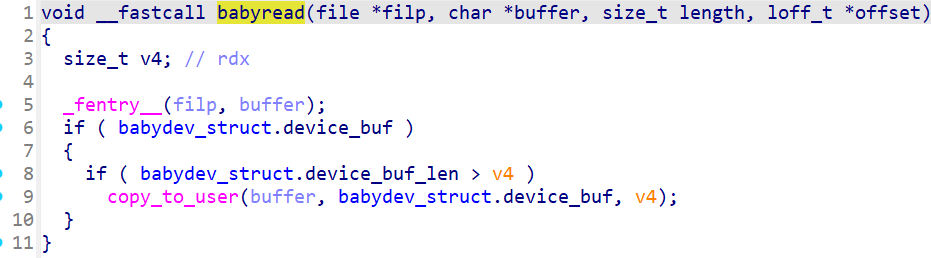 1 void __fastcall babyread(file *filp, char *buffer, size_t length, loff_t *offset)
2 {
3   size_t v4; // rdx
4
5   _fentry__(filp, buffer);
6   if ( babydev_struct.device_buf )
7   {
8     if ( babydev_struct.device_buf_len > v4 )
9       copy_to_user(buffer, babydev_struct.device_buf, v4);
10   }
11 }